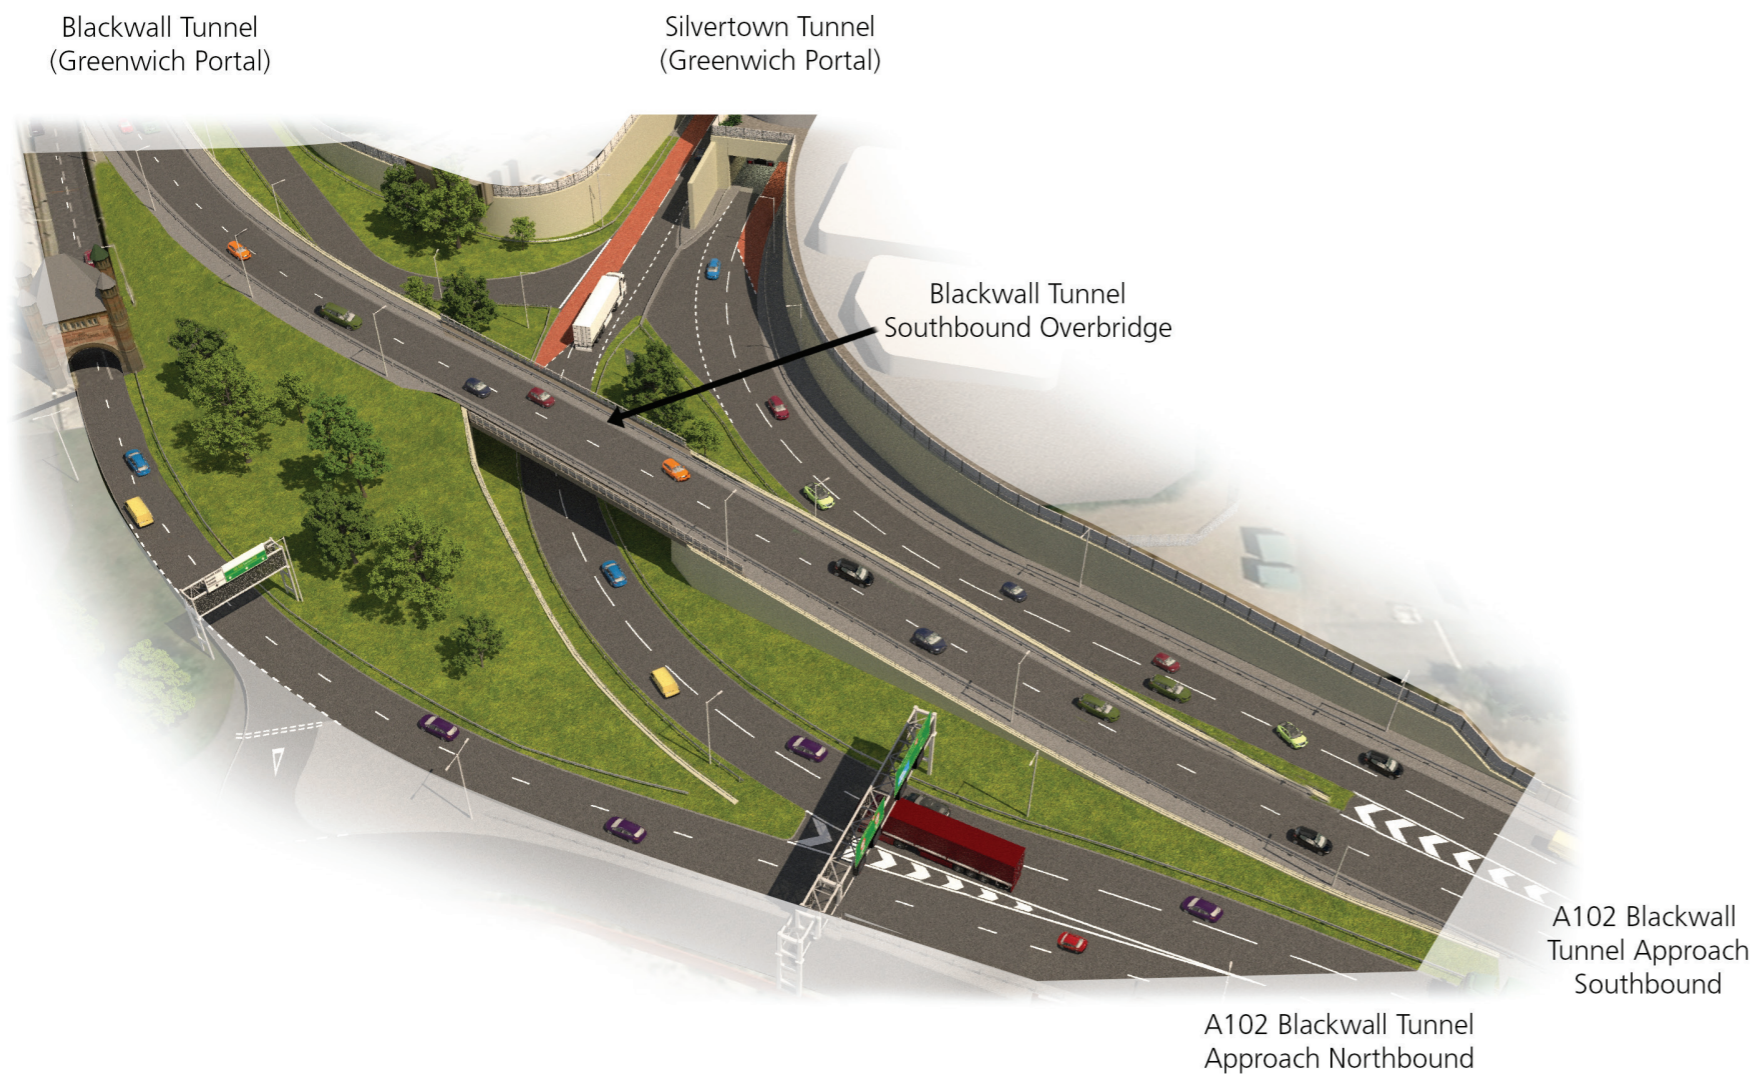 Blackwall Tunnel
(Greenwich Portal)
Silvertown Tunnel
(Greenwich Portal)
Blackwall Tunnel
Southbound Overbridge
A102 Blackwall
Tunnel Approach
Southbound
A102 Blackwall Tunnel
Approach Northbound